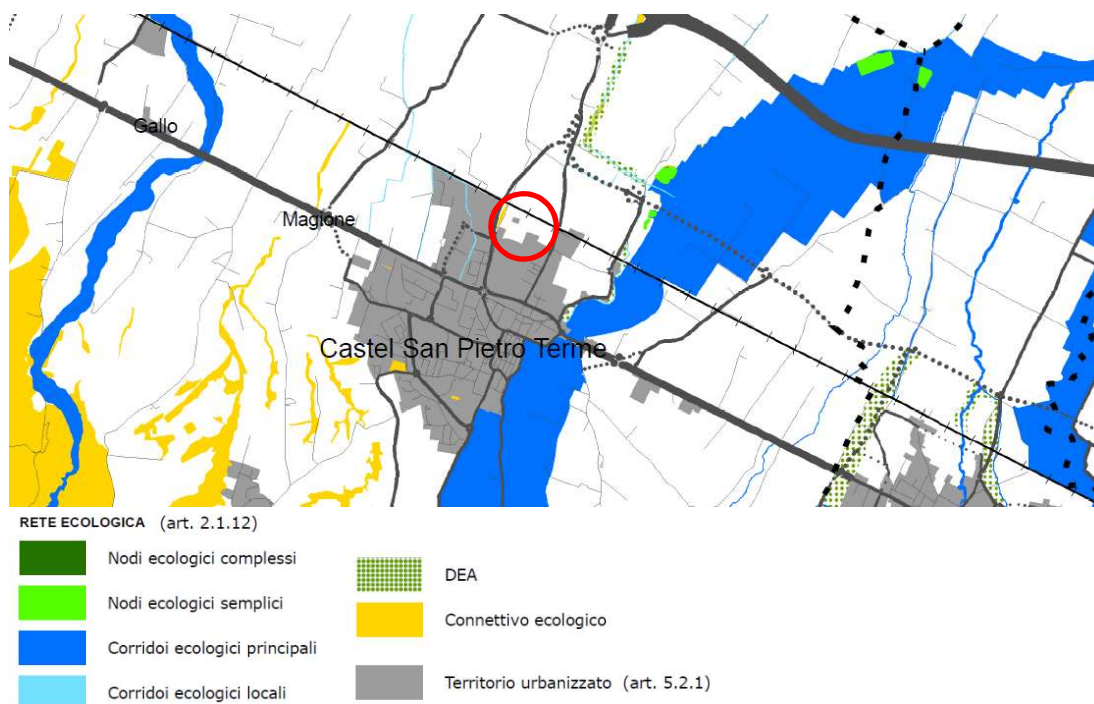 Gallo
Magione
Castel San Pietro Terme
RETE ECOLOGICA (art. 2.1.12)
Nodi ecologici complessi
Nodi ecologici semplici
Corridoi ecologici principali
Corridoi ecologici locali
DEA
Connettivo ecologico
Territorio urbanizzato (art. 5.2.1)